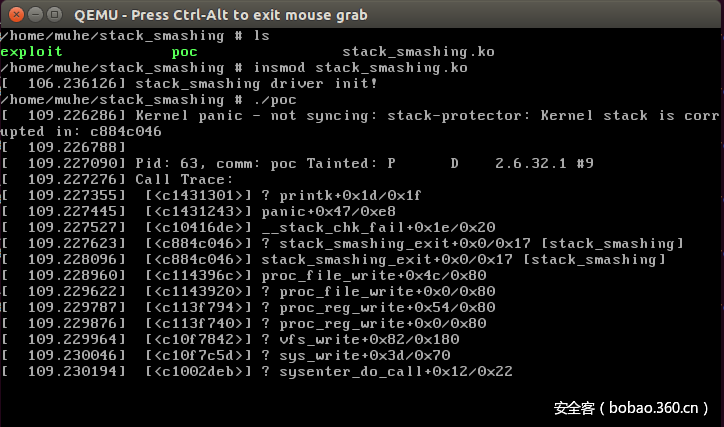 QEMU - Press Ctrl-Alt to exit mouse grab
/home/muhe/stack_smashing # ls
exploit poc stack_smashing.ko
/home/muhe/stack_smashing # insmod stack_smashing.ko
[  106.236126] stack_smashing driver init!
/home/muhe/stack_smashing # ./poc
[  109.226286] Kernel panic - not syncing: stack-protector: Kernel stack is corr
upted in: c884c046
[  109.226788]
[  109.227090] Pid: 63, comm: poc Tainted: P      D    2.6.32.1 #9
[  109.227276] Call Trace:
[  109.227355]  [<c1431301>] ? printk+0x1d/0x1f
[  109.227445]  [<c1431243>] panic+0x47/0xe8
[  109.227527]  [<c10416de>] __stack_chk_fail+0x1e/0x20
[  109.227623]  [<c884c046>] ? stack_smashing_exit+0x0/0x17 [stack_smashing]
[  109.228096]  [<c884c046>] stack_smashing_exit+0x0/0x17 [stack_smashing]
[  109.228960]  [<c114396c>] proc_file_write+0x4c/0x80
[  109.229622]  [<c1143920>] ? proc_file_write+0x0/0x80
[  109.229787]  [<c113f794>] ? proc_reg_write+0x54/0x80
[  109.229876]  [<c113f740>] ? proc_reg_write+0x0/0x80
[  109.229964]  [<c10f7842>] ? vfs_write+0x82/0x180
[  109.230046]  [<c10f7c5d>] ? sys_write+0x3d/0x70
[  109.230194]  [<c1002deb>] ? sysenter_do_call+0x12/0x22
安全客（bobao.360.cn）